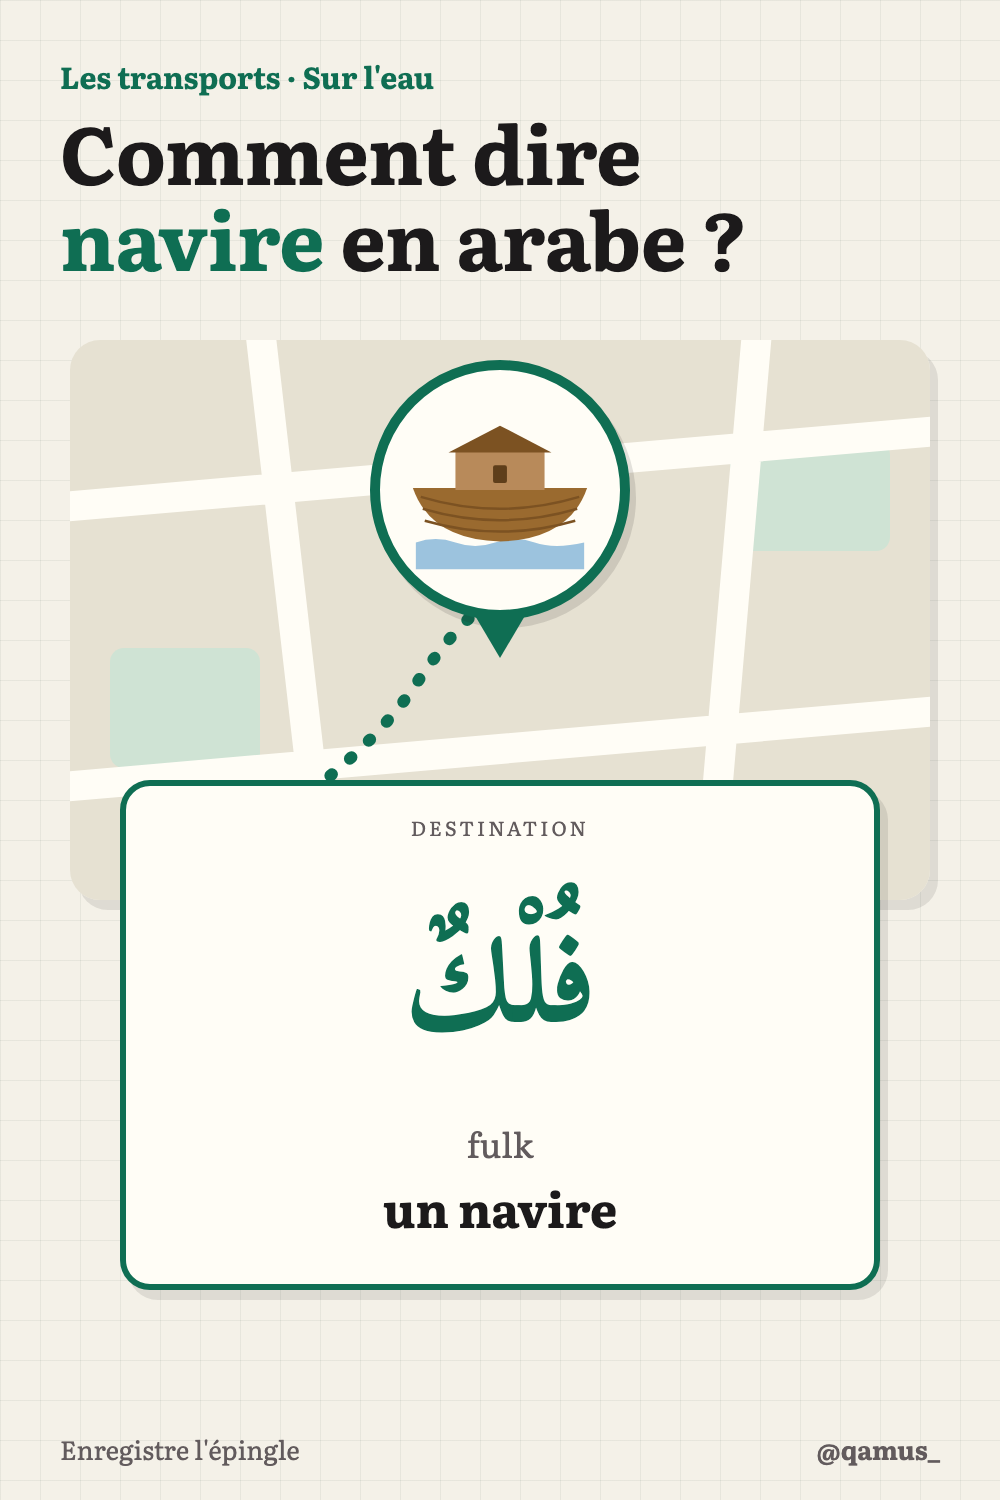 Les transports · Sur l'eau
Comment dire
navire en arabe ?
DESTINATION
فُلْكٌ
fulk
un navire
Enregistre l'épingle
@qamus_